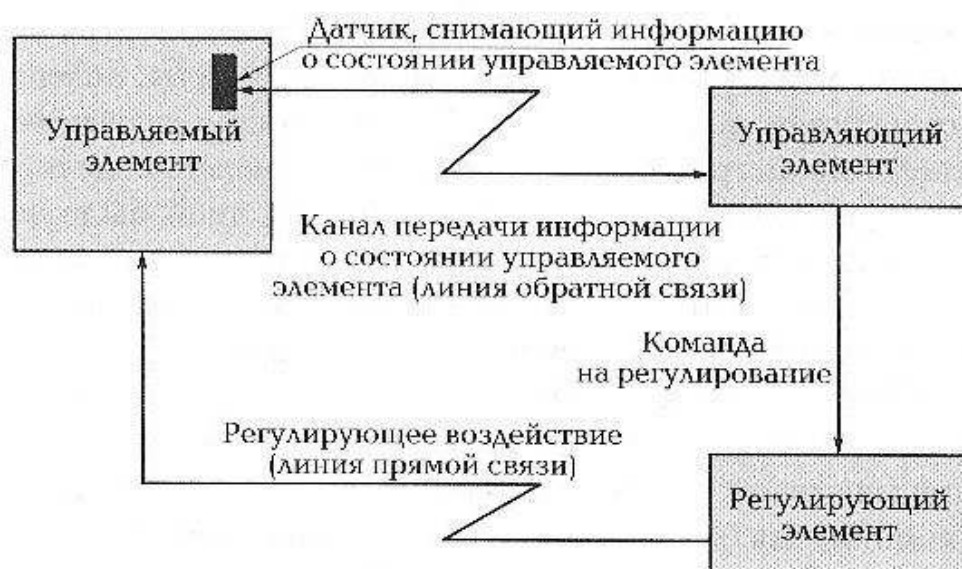 Датчик, снимающий информацию
о состоянии управляемого элемента
Управляемый
элемент
Управляющий
элемент
Канал передачи информации
о состоянии управляемого
элемента (линия обратной связи)
Команда
на регулирование
Регулирующее воздействие
(линия прямой связи)
Регулирующий
элемент